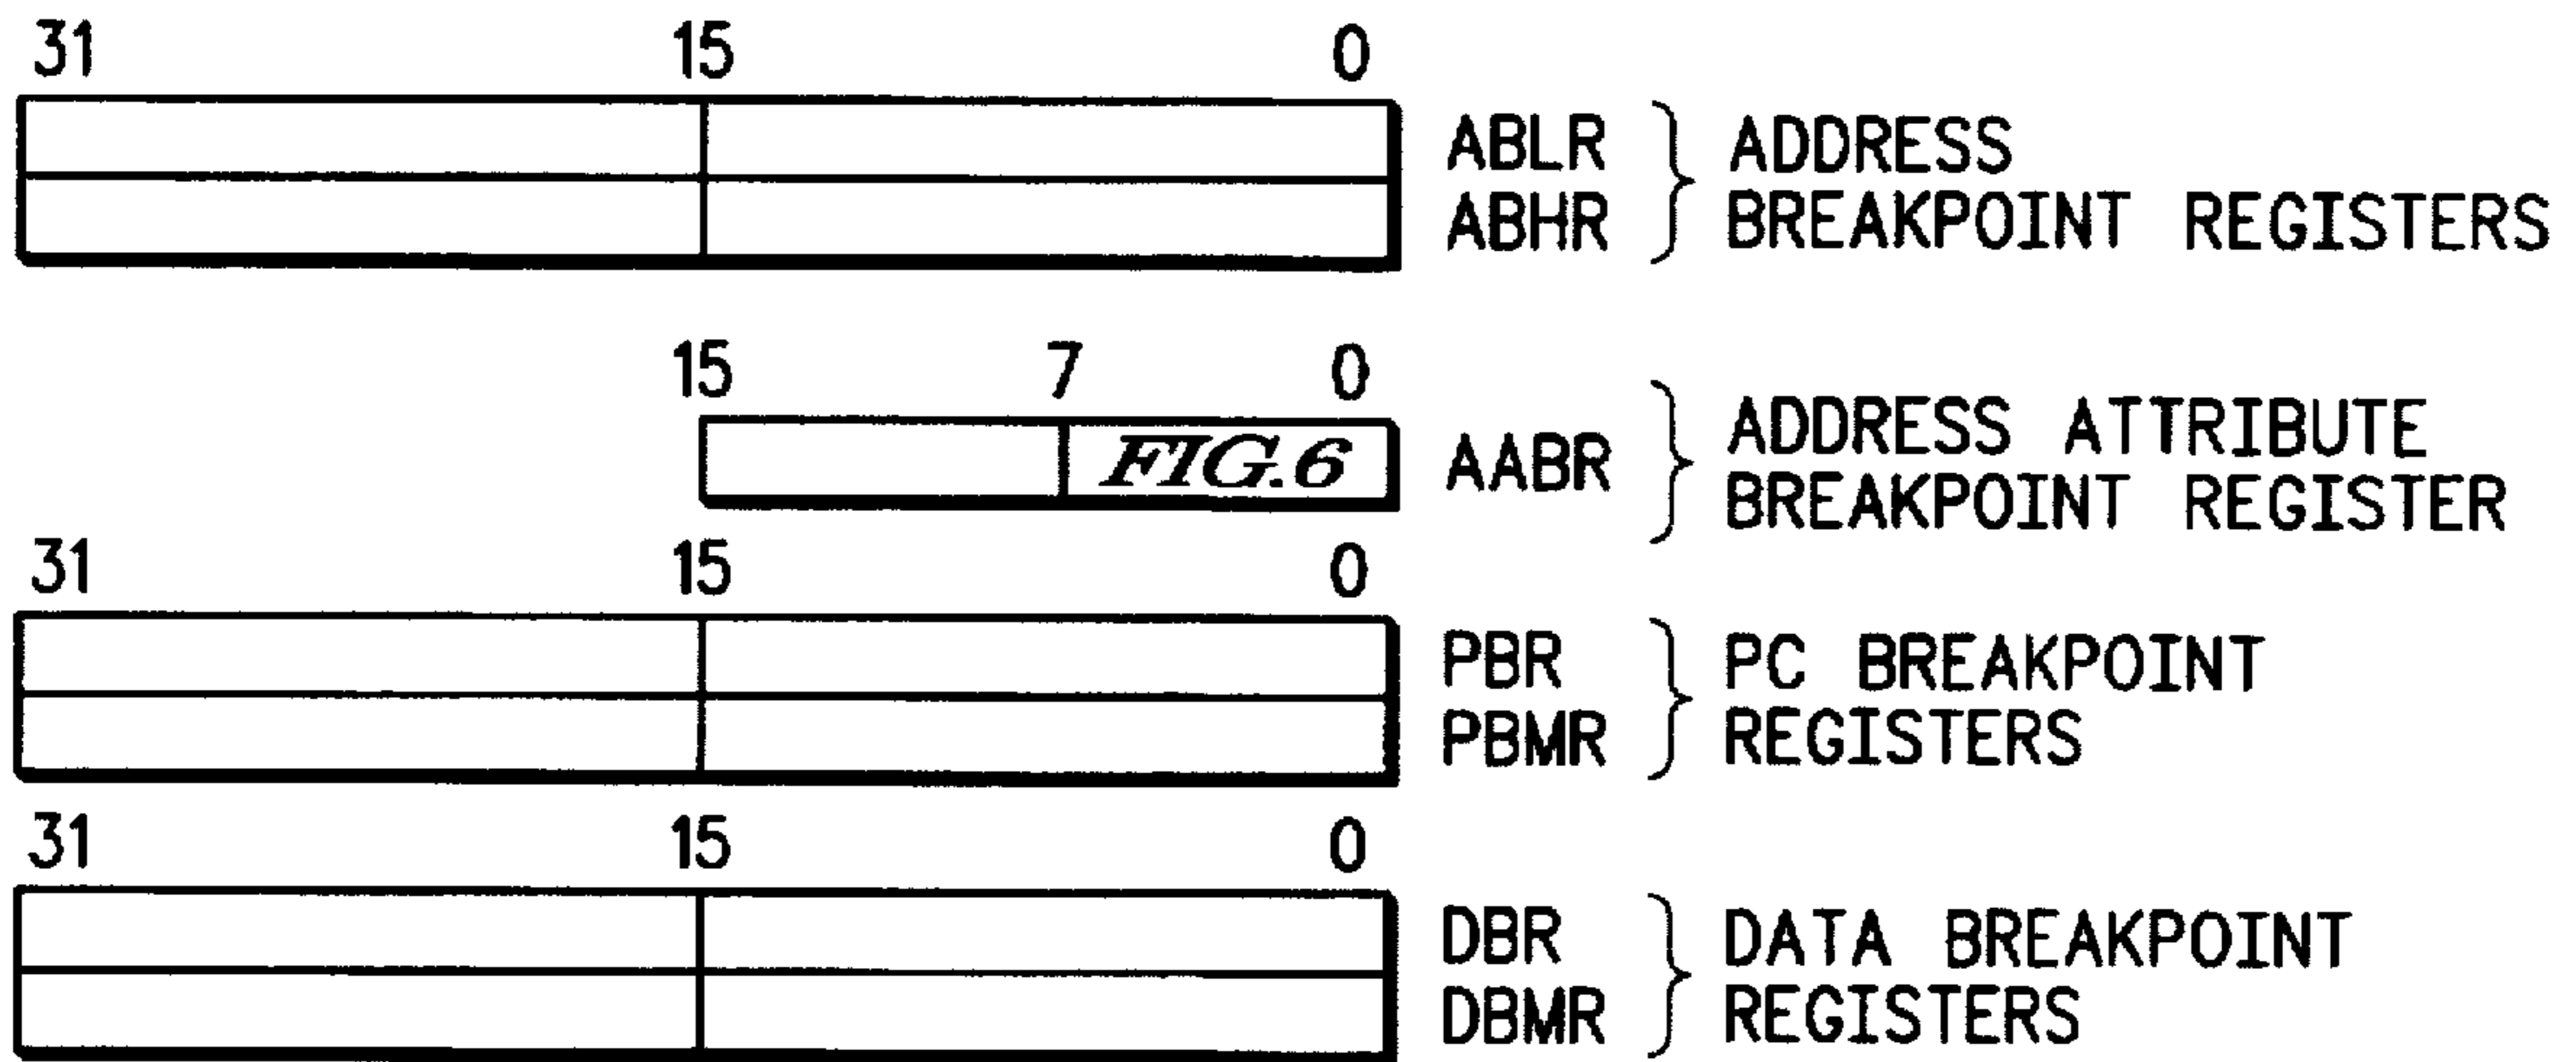 31 15 0
ABLR ADDRESS
ABHR BREAKPOINT REGISTERS
15 7 0
FIG.6 AABR ADDRESS ATTRIBUTE
BREAKPOINT REGISTER
31 15 0
PBR PC BREAKPOINT
PBMR REGISTERS
31 15 0
DBR DATA BREAKPOINT
DBMR REGISTERS